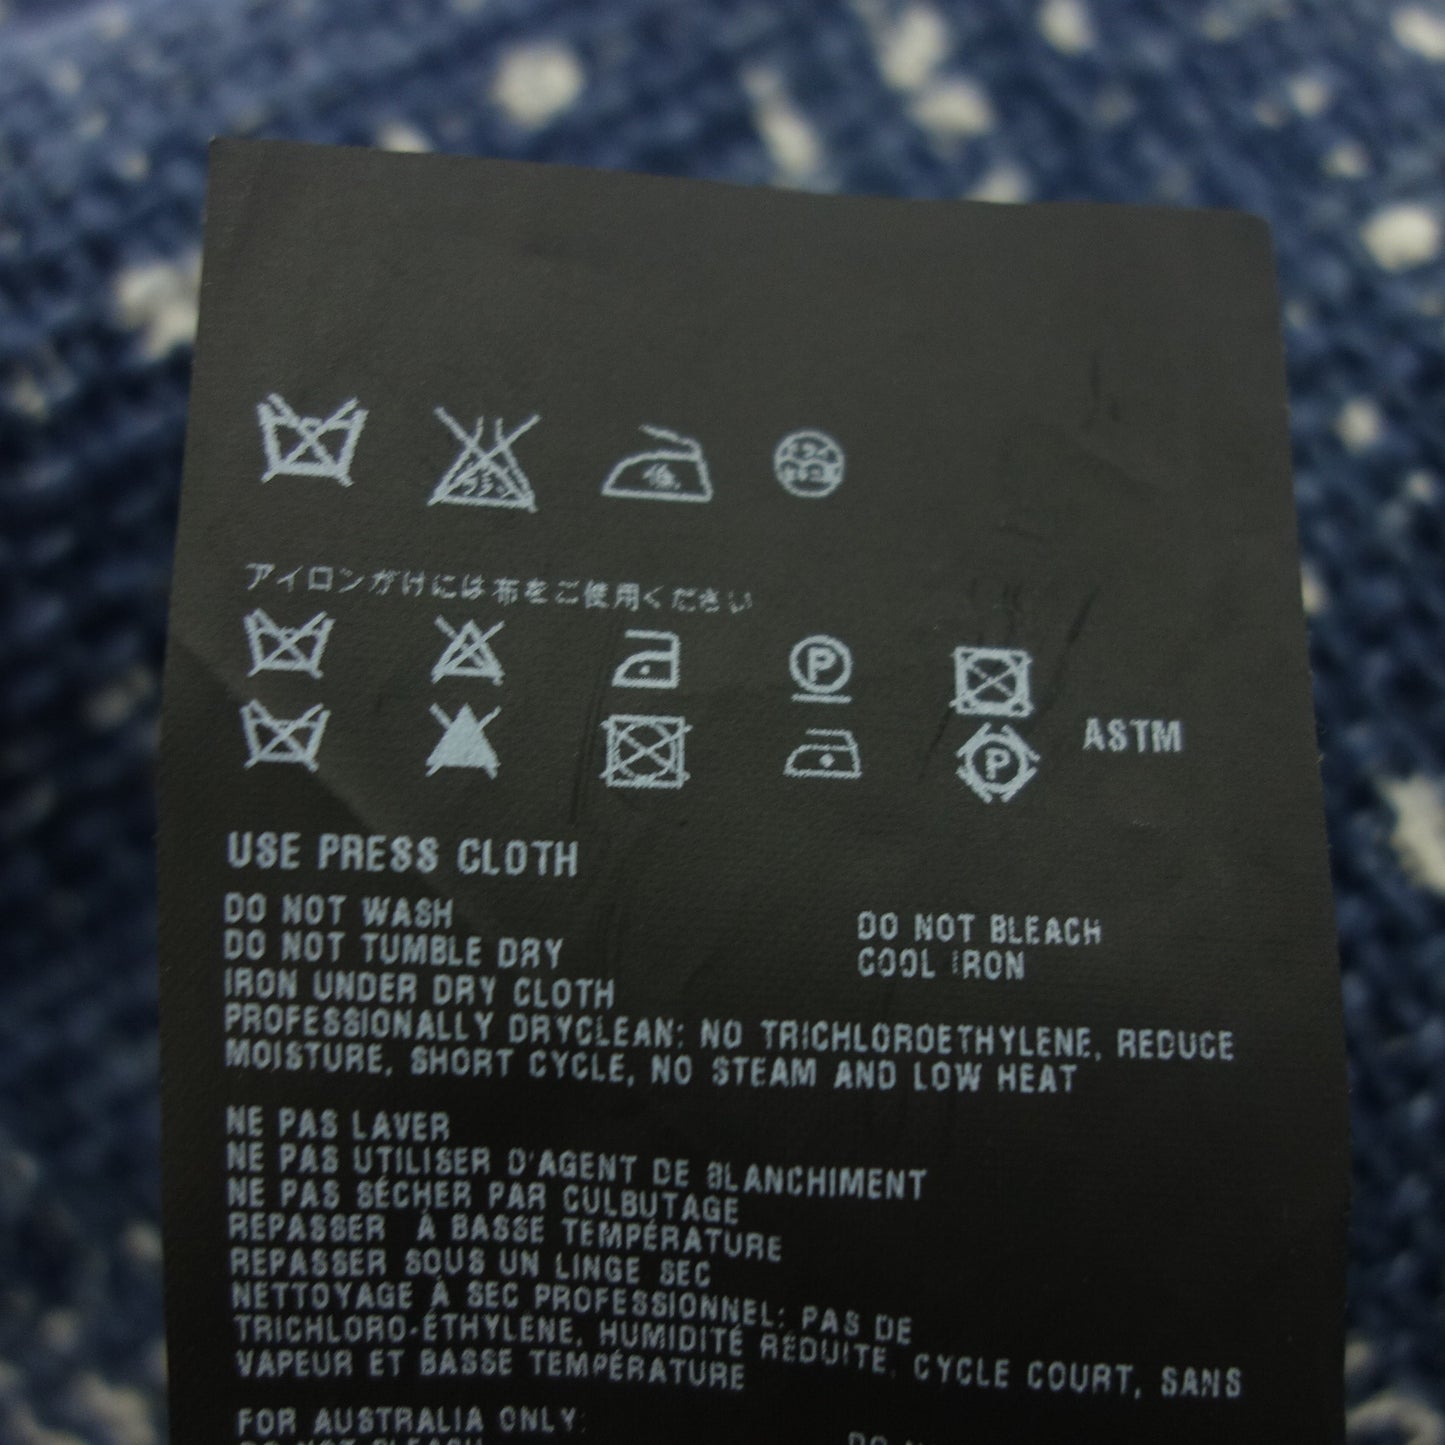 アイロンがけには布をご使用ください
P
ASTM
P
USE PRESS CLOTH
DO NOT WASH DO NOT BLEACH
DO NOT TUMBLE DRY COOL IRON
IRON UNDER DRY CLOTH
PROFESSIONALLY DRYCLEAN: NO TRICHLOROETHYLENE, REDUCE
MOISTURE, SHORT CYCLE, NO STEAM AND LOW HEAT
NE PAS LAVER
NE PAS UTILISER D'AGENT DE BLANCHIMENT
NE PAS SÉCHER PAR CULBUTAGE
REPASSER À BASSE TEMPÉRATURE
REPASSER SOUS UN LINGE SEC
NETTOYAGE À SEC PROFESSIONNEL: PAS DE
TRICHLORO-ÉTHYLÈNE, HUMIDITÉ RÉDUITE, CYCLE COURT, SANS
VAPEUR ET BASSE TEMPÉRATURE
FOR AUSTRALIA ONLY: